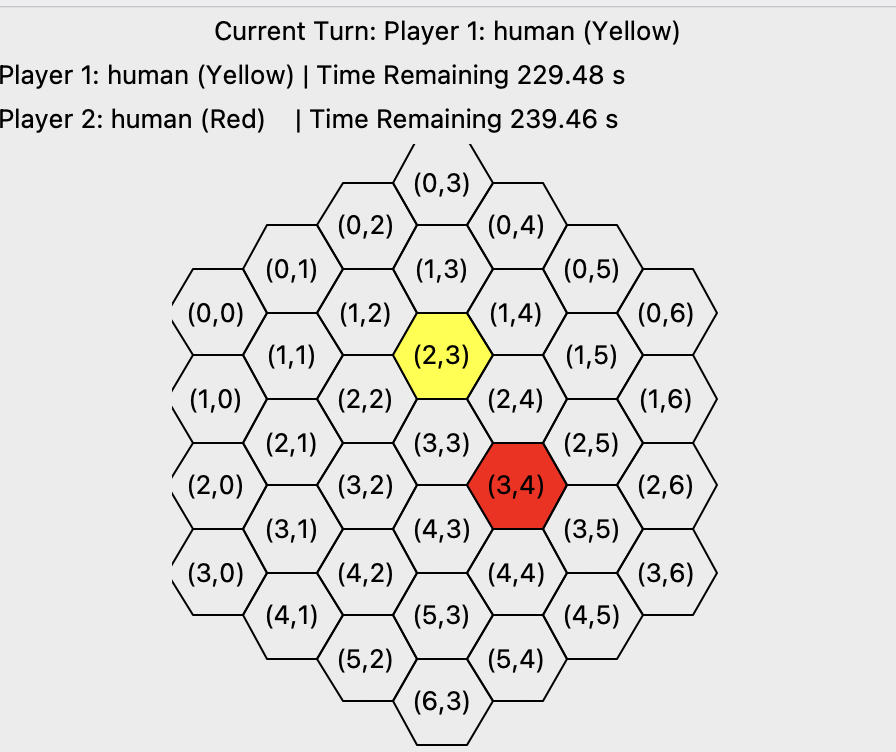 Current Turn: Player 1: human (Yellow)
Player 1: human (Yellow) | Time Remaining 229.48 s
Player 2: human (Red) | Time Remaining 239.46 s
(0,3)
(0,2) (0,4)
(0,1) (1,3) (0,5)
(0,0) (1,2) (1,4) (0,6)
(1,1) (2,3) (1,5)
(1,0) (2,2) (2,4) (1,6)
(2,1) (3,3) (2,5)
(2,0) (3,2) (3,4) (2,6)
(3,1) (4,3) (3,5)
(3,0) (4,2) (4,4) (3,6)
(4,1) (5,3) (4,5)
(5,2) (5,4)
(6,3)